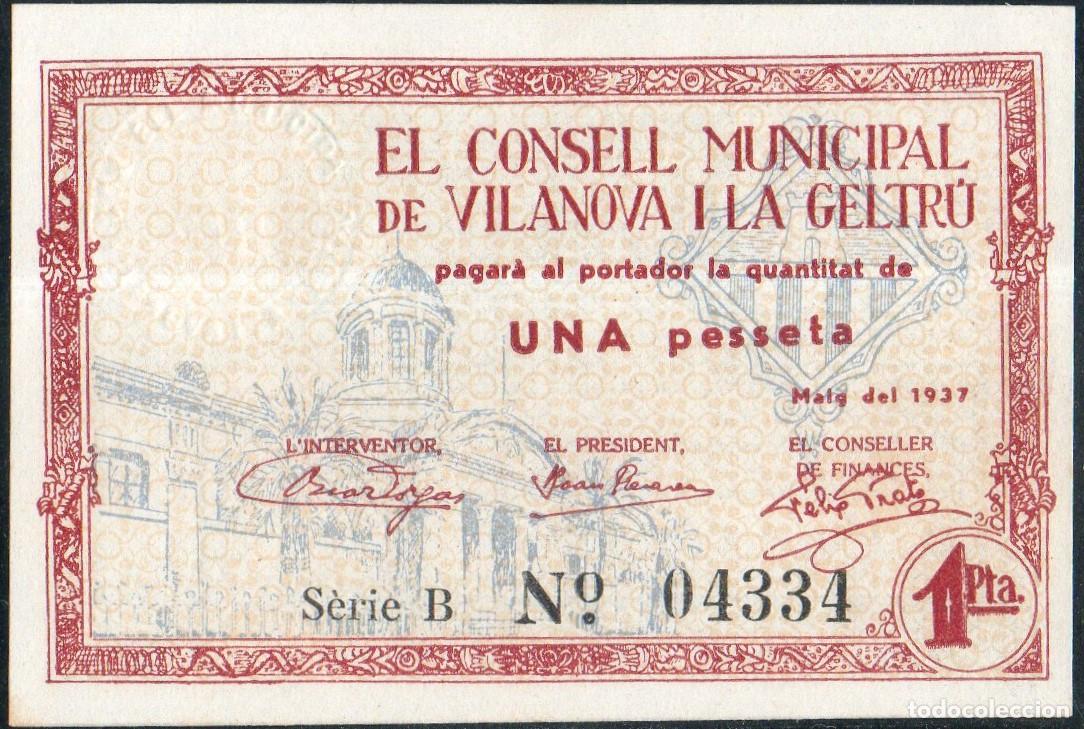 EL CONSELL MUNICIPAL
DE VILANOVA I LA GELTRÚ
pagarà al portador la quantitat de
UNA pesseta
Maig del 1937
L'INTERVENTOR,
EL PRESIDENT,
EL CONSELLER
DE FINANCES,
Sèrie B Nº 04334
1 Pta.
todocoleccion